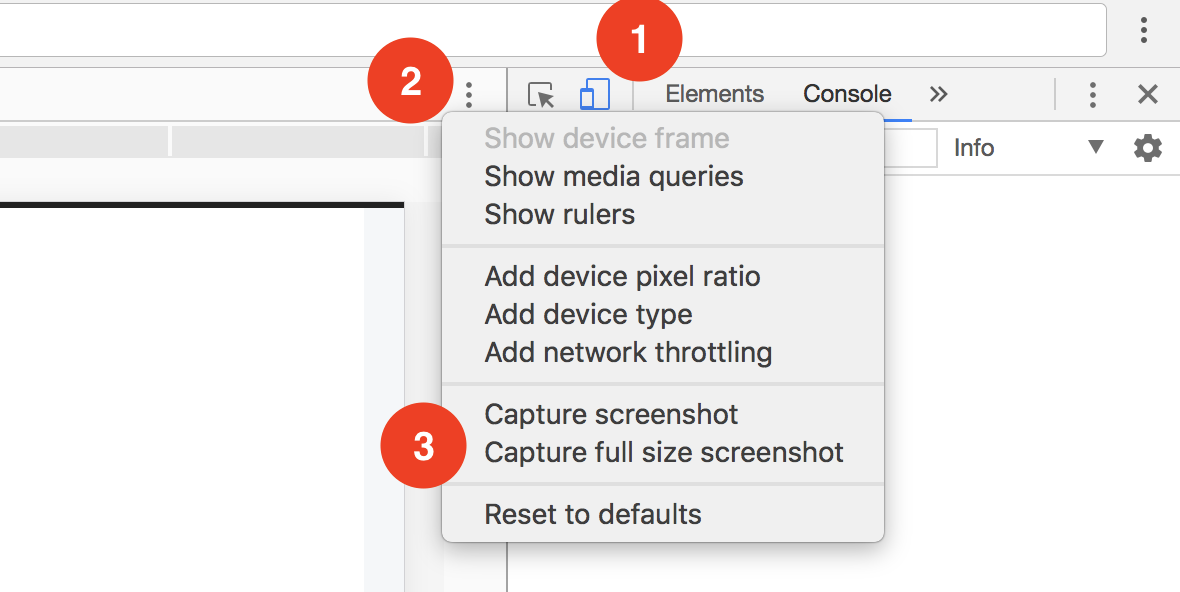 1
2
Elements
Console
Info
Show device frame
Show media queries
Show rulers
Add device pixel ratio
Add device type
Add network throttling
3
Capture screenshot
Capture full size screenshot
Reset to defaults